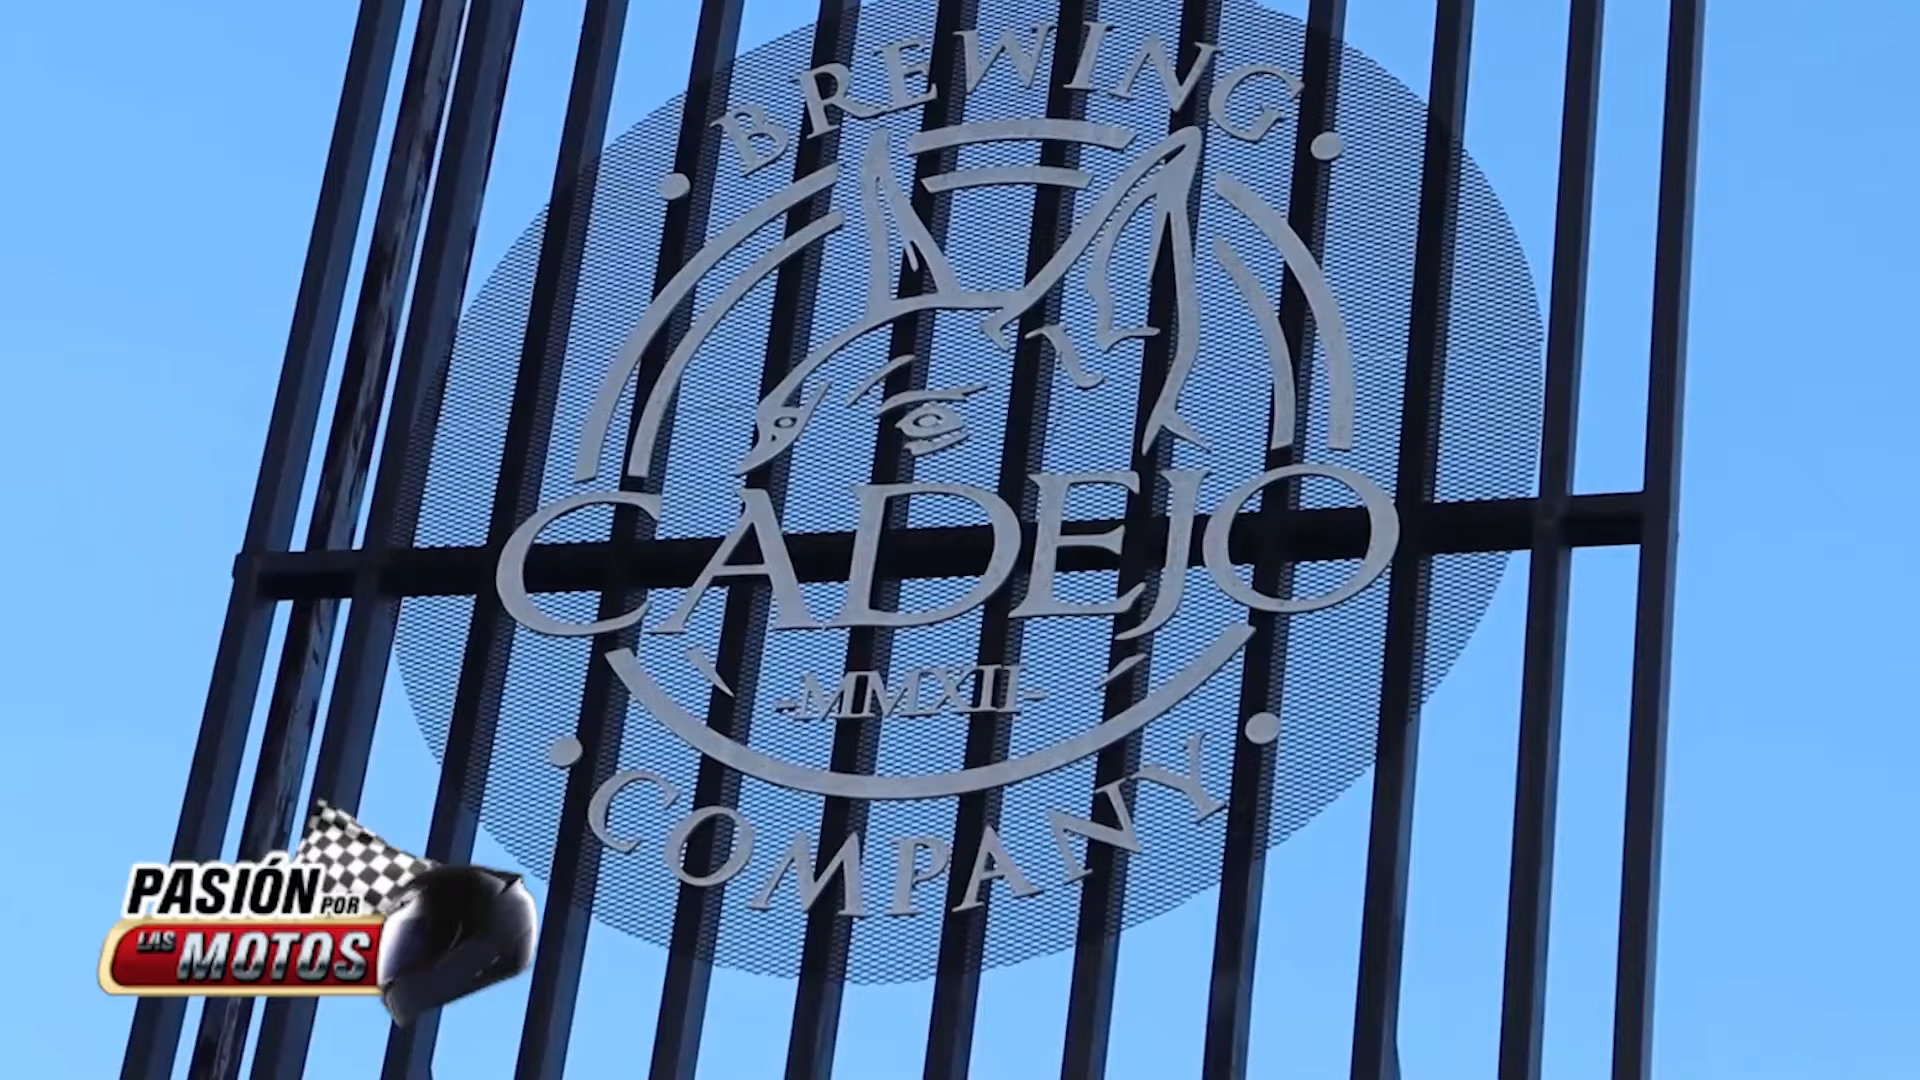 BREWING
CADEJO
-MMXII-
COMPANY
PASIÓN POR
LAS MOTOS